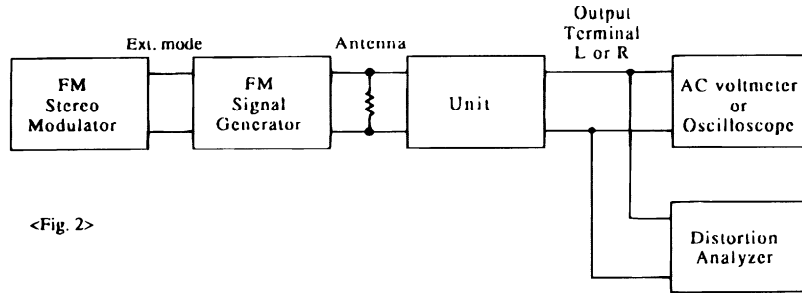 Ext. mode
Antenna
Output
Terminal
L or R
FM
Stereo
Modulator
FM
Signal
Generator
Unit
AC voltmeter
or
Oscilloscope
<Fig. 2>
Distortion
Analyzer